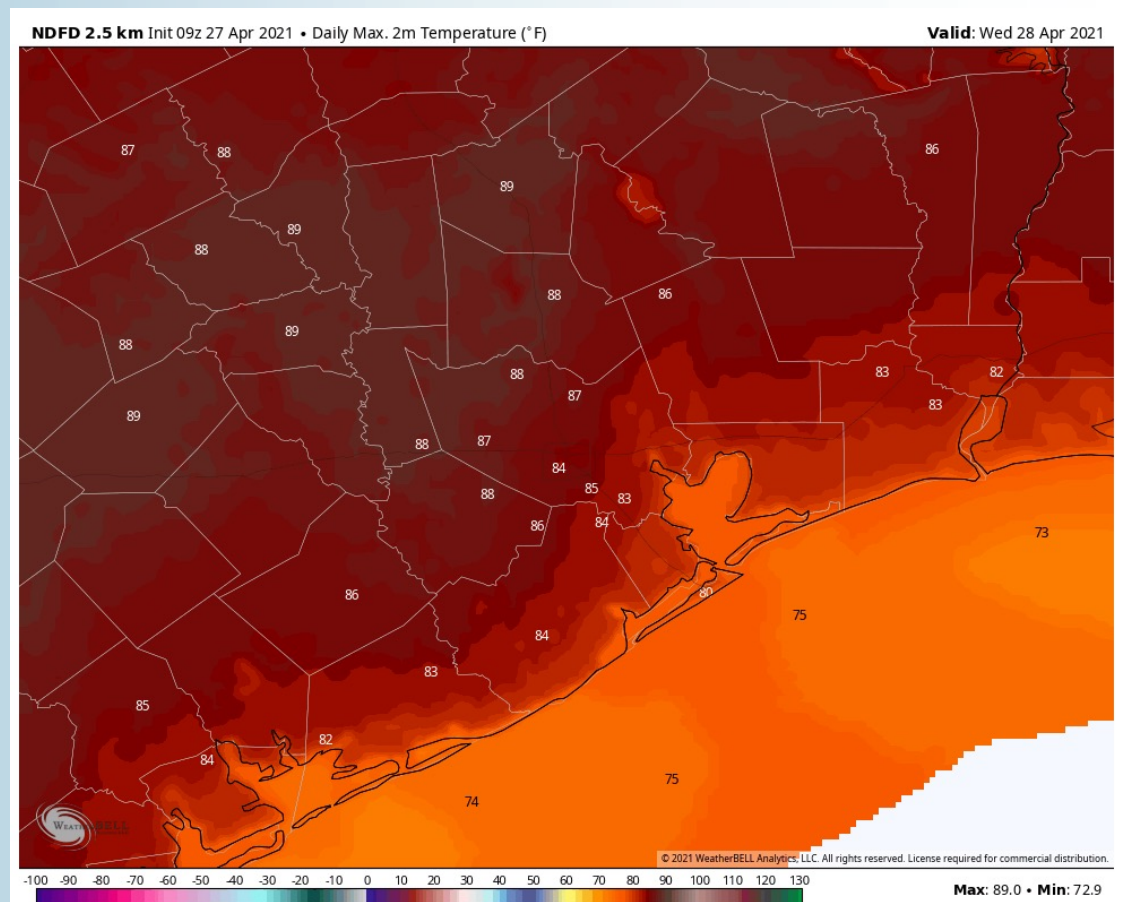 NDFD 2.5 km Init 09z 27 Apr 2021 • Daily Max. 2m Temperature (°F) Valid: Wed 28 Apr 2021
87 88 86
89
89
88
88 86
89
88
88 83 82
87
89 83
88 87
84
88 85 83
86 84
73
86 80
75
84
83
85
82
84
75
74
WEATHERBELL
© 2021 WeatherBELL Analytics, LLC. All rights reserved. License required for commercial distribution.
-100 -90 -80 -70 -60 -50 -40 -30 -20 -10 0 10 20 30 40 50 60 70 80 90 100 110 120 130
Max: 89.0 • Min: 72.9